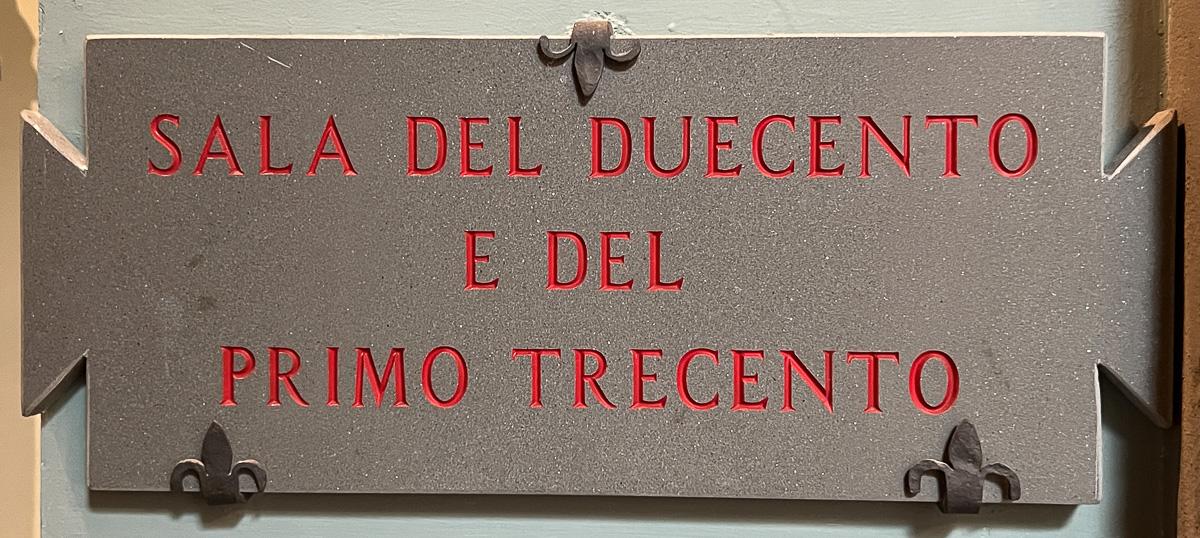 SALA DEL DUECENTO
E DEL
PRIMO TRECENTO